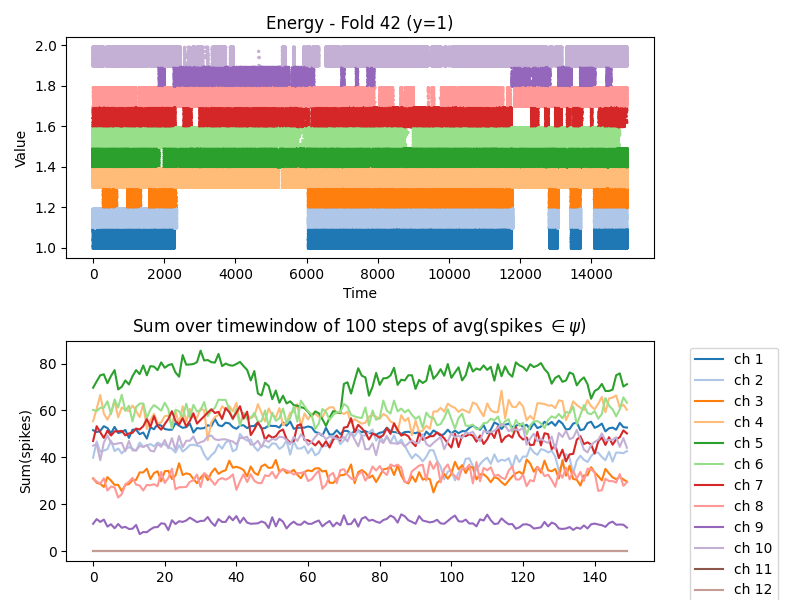 Energy - Fold 42 (y=1)
2.0
1.8
1.6
1.4
1.2
1.0
Value
0 2000 4000 6000 8000 10000 12000 14000
Time
Sum over timewindow of 100 steps of avg(spikes ∈ ψ)
80
60
40
20
0
Sum(spikes)
0 20 40 60 80 100 120 140
ch 1
ch 2
ch 3
ch 4
ch 5
ch 6
ch 7
ch 8
ch 9
ch 10
ch 11
ch 12